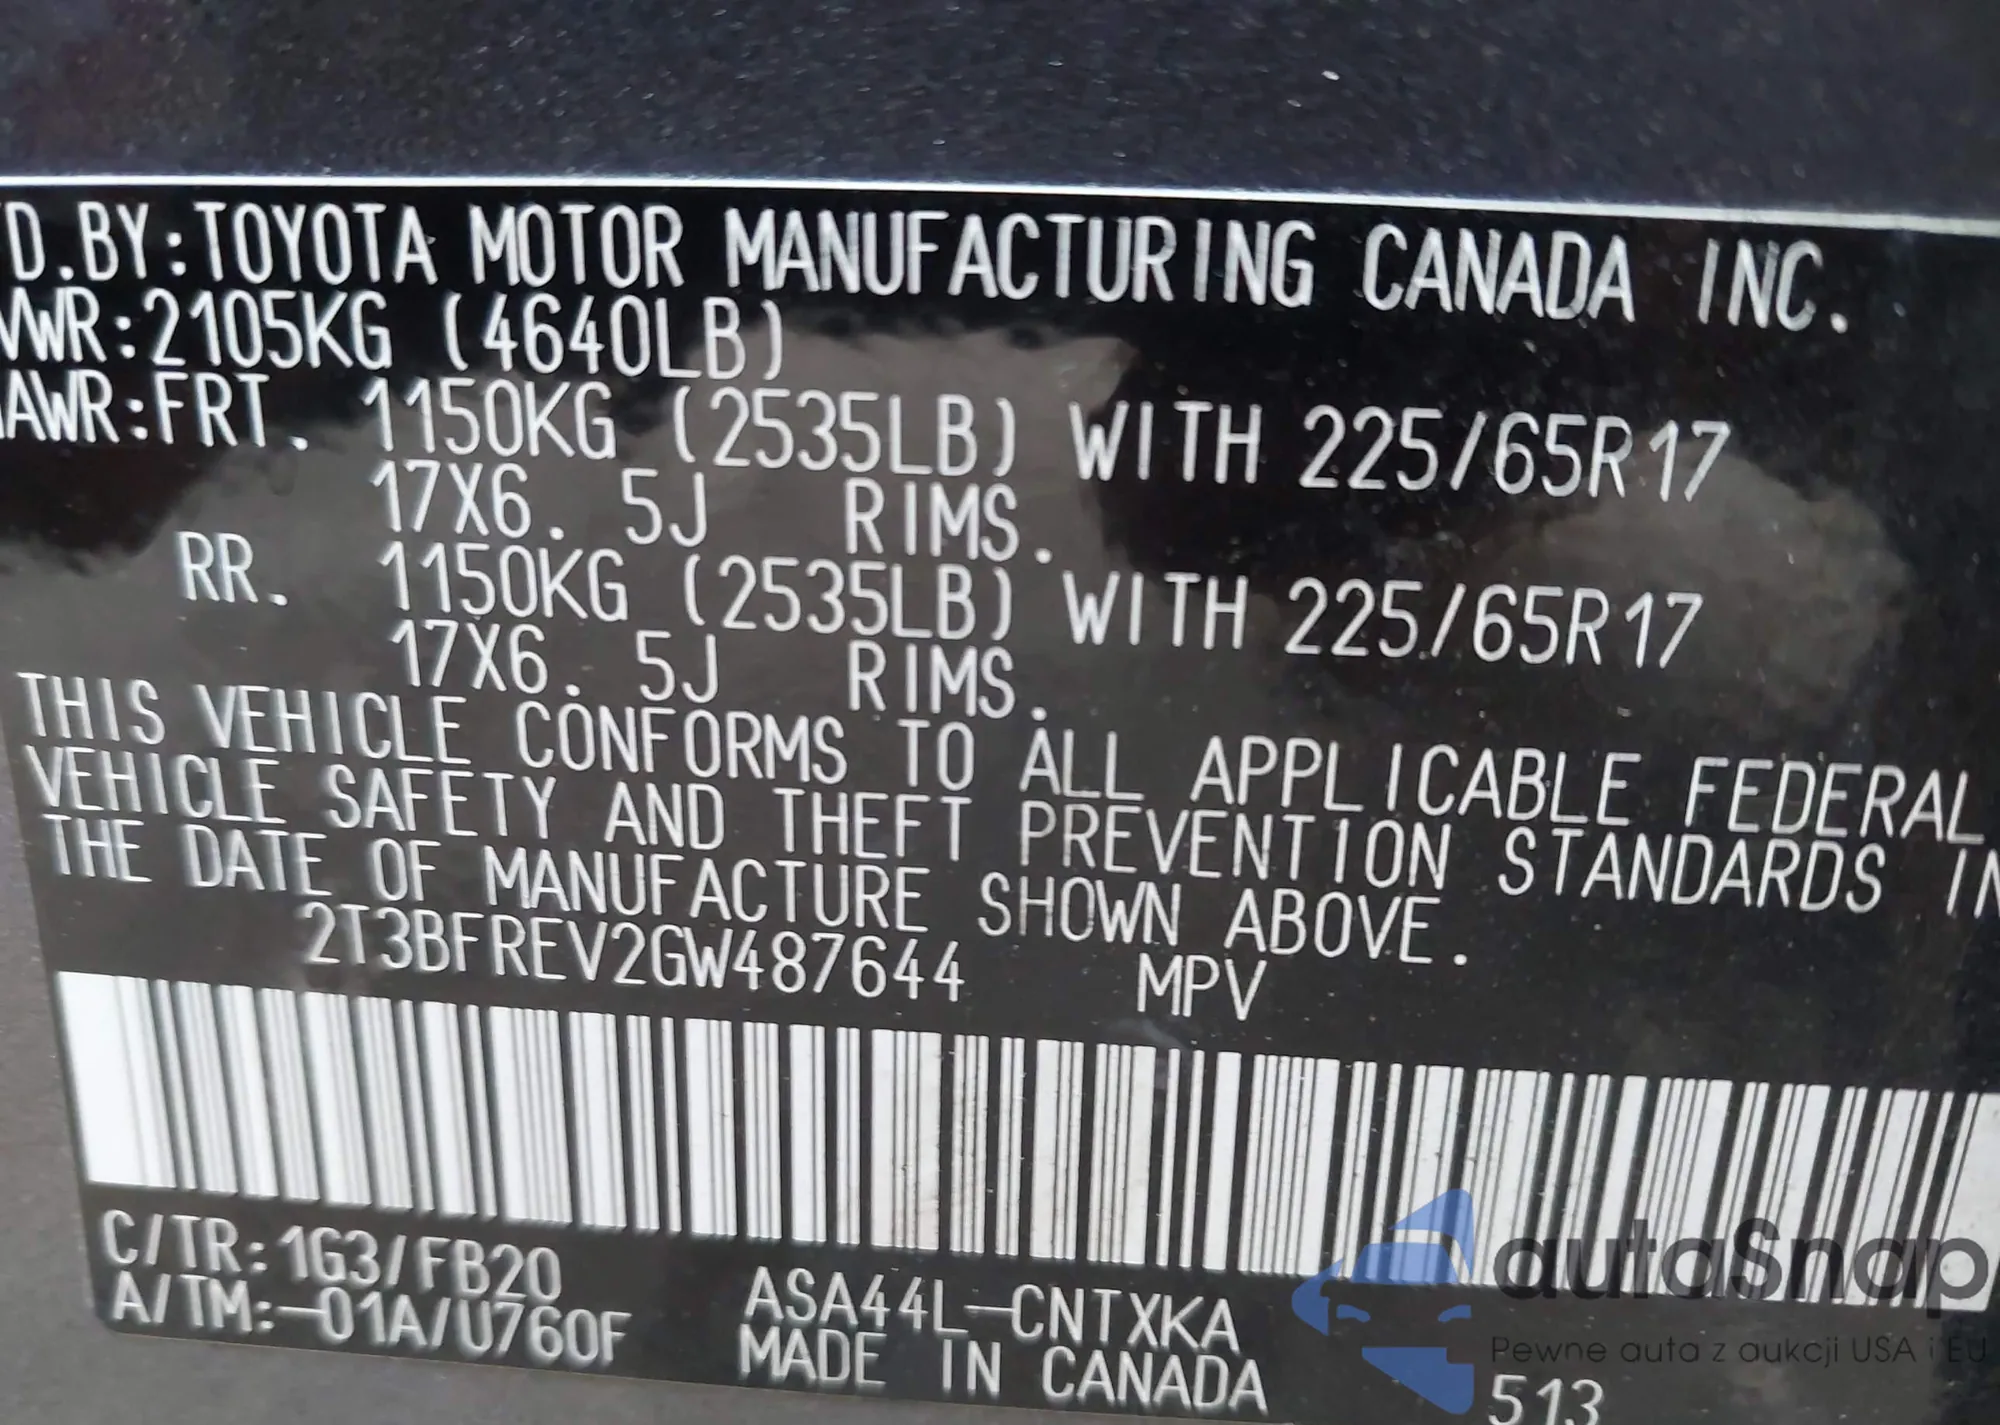 D.BY:TOYOTA MOTOR MANUFACTURING CANADA INC.
VWR:2105KG (4640LB)
AWR:FRT. 1150KG (2535LB) WITH 225/65R17
17X6.5J RIMS.
RR. 1150KG (2535LB) WITH 225/65R17
17X6.5J RIMS.
THIS VEHICLE CONFORMS TO ALL APPLICABLE FEDERAL
VEHICLE SAFETY AND THEFT PREVENTION STANDARDS IN
THE DATE OF MANUFACTURE SHOWN ABOVE.
2T3BFREV2GW487644 MPV
C/TR:1G3/FB20
A/TM:-01A/U760F
ASA44L-CNTXKA
MADE IN CANADA
513
autaSnap
Pewne auta z aukcji USA i EU